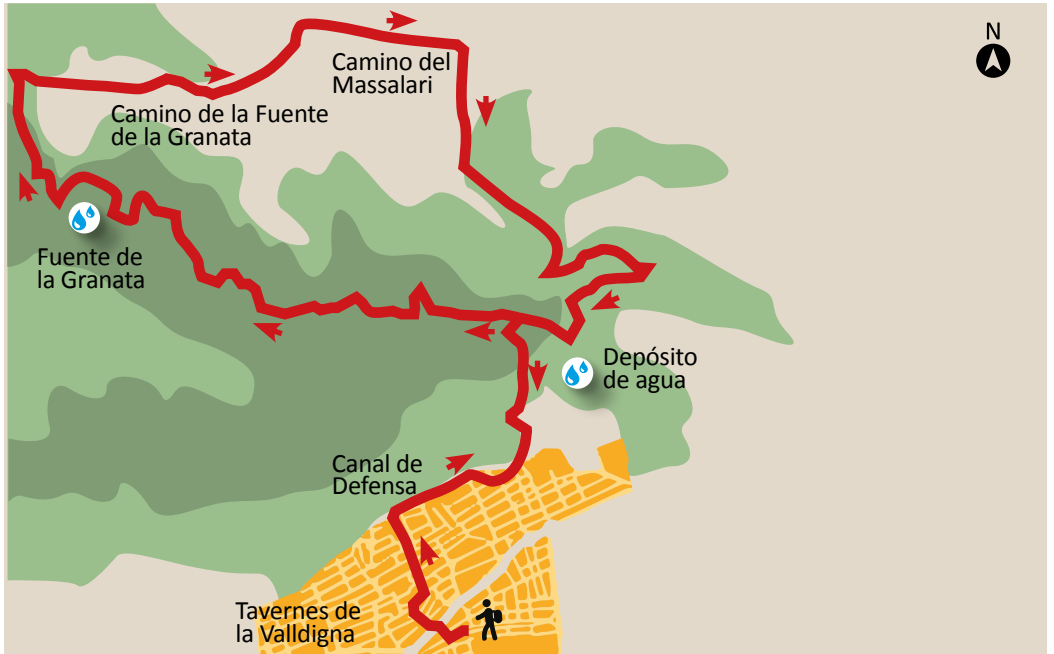 N
Camino del
Massalari
Camino de la Fuente
de la Granata
Fuente de
la Granata
Depósito
de agua
Canal de
Defensa
Tavernes de
la Valldigna